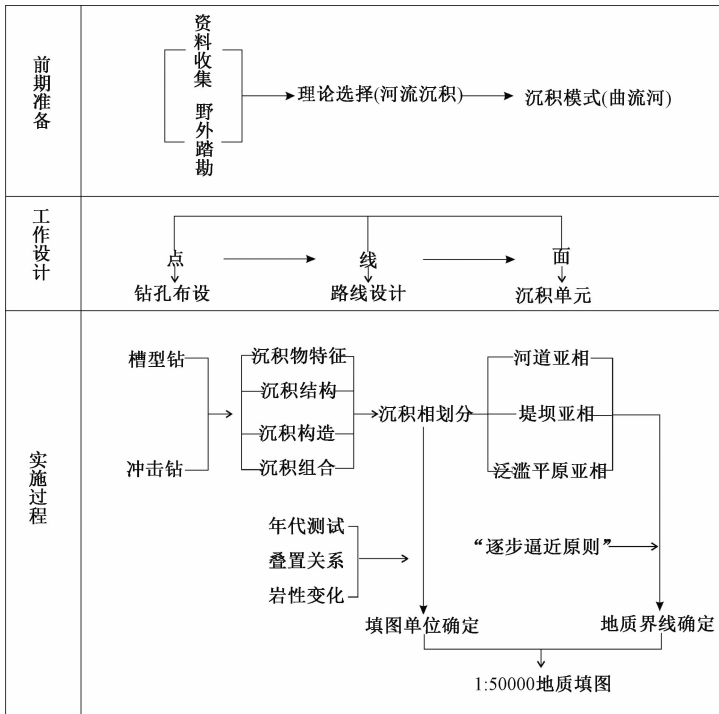 前期准备
资料收集
野外踏勘
理论选择(河流沉积)
沉积模式(曲流河)
工作设计
点
线
面
钻孔布设
路线设计
沉积单元
实施过程
槽型钻
冲击钻
沉积物特征
沉积结构
沉积构造
沉积组合
沉积相划分
河道亚相
堤坝亚相
泛滥平原亚相
年代测试
叠置关系
岩性变化
“逐步逼近原则”
填图单位确定
地质界线确定
1:50000地质填图